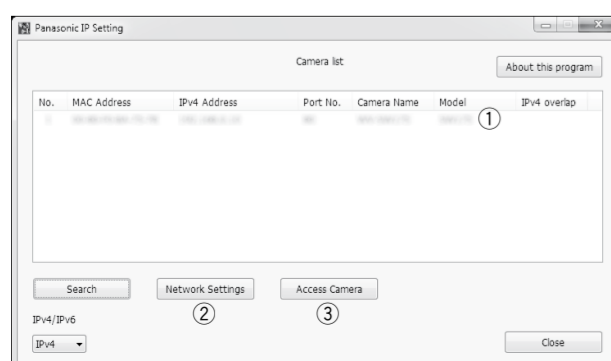 Panasonic IP Setting
Camera list
About this program
No. MAC Address IPv4 Address Port No. Camera Name Model IPv4 overlap
①
Search Network Settings Access Camera
② ③
IPv4/IPv6
IPv4 Close